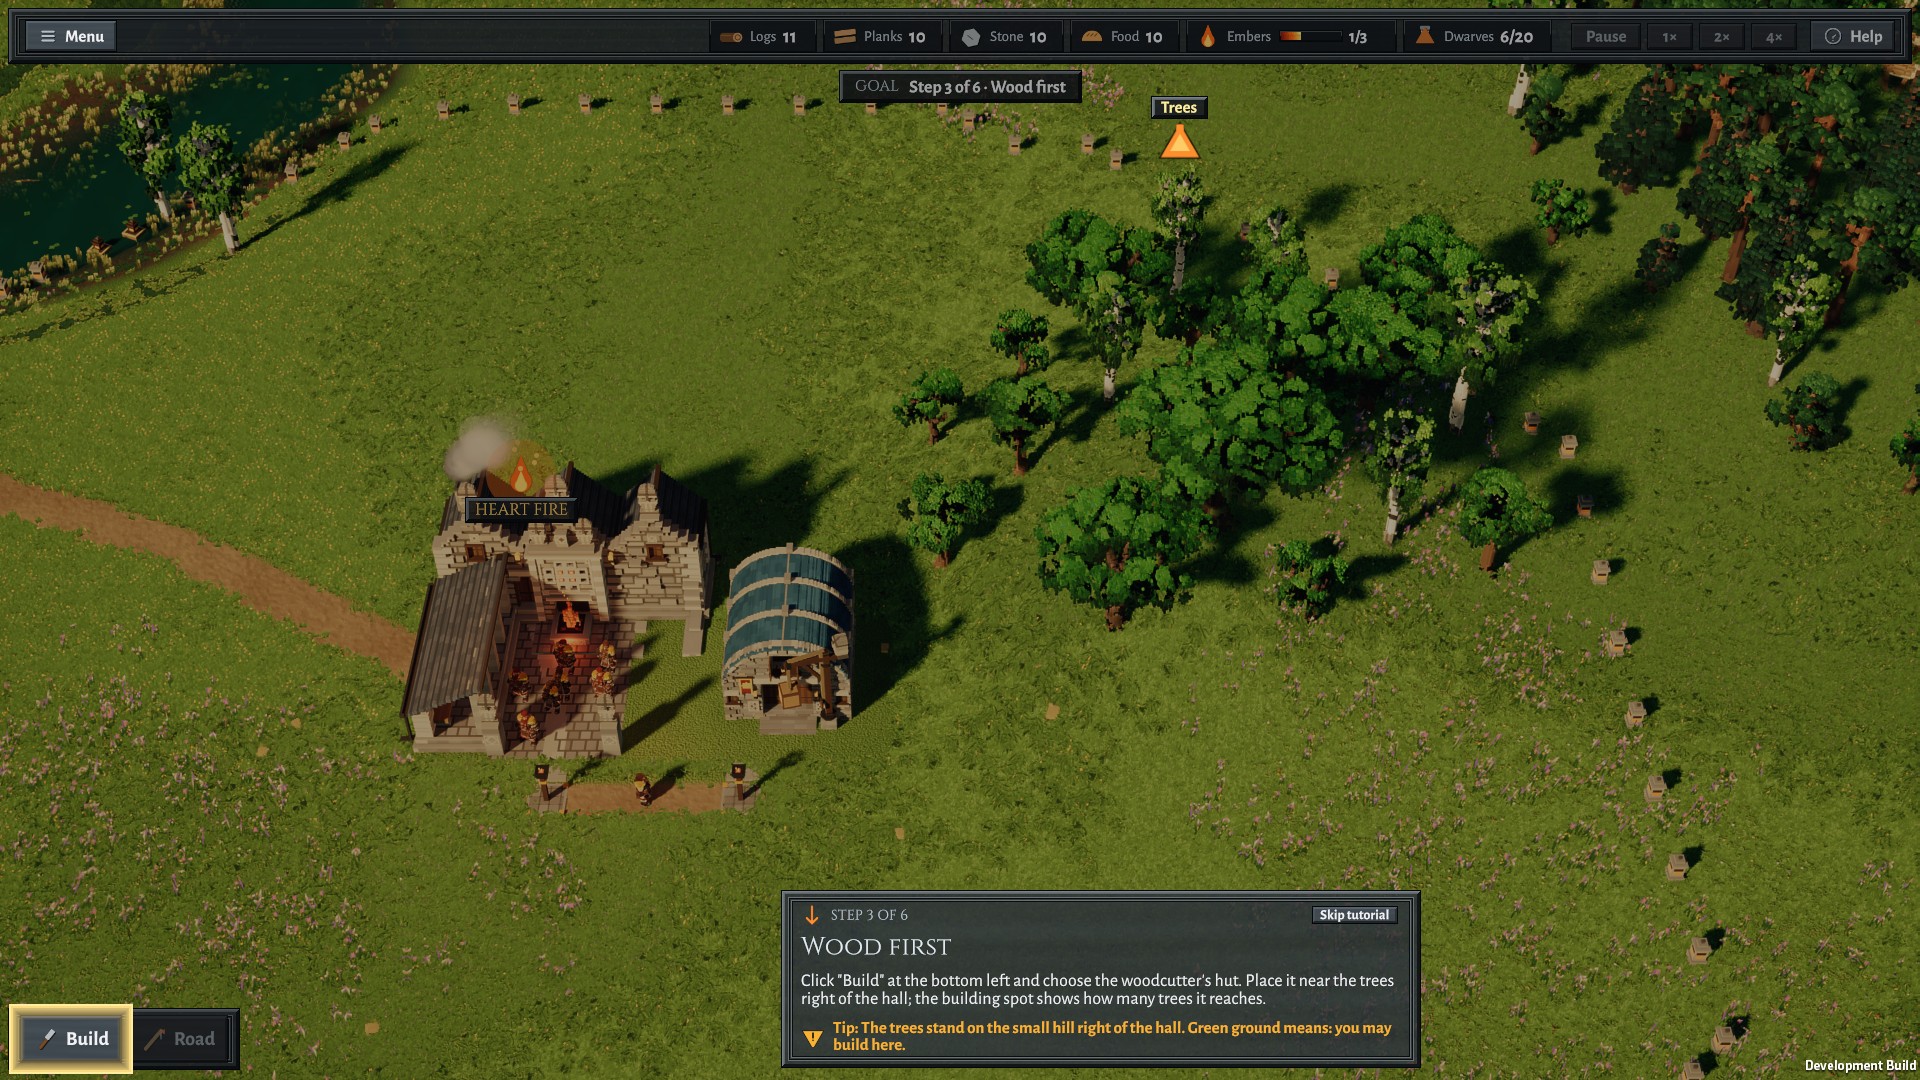 Menu
Logs 11
Planks 10
Stone 10
Food 10
Embers 1/3
Dwarves 6/20
Pause
1×
2×
4×
Help
GOAL Step 3 of 6 · Wood first
Trees
HEART FIRE
STEP 3 OF 6
Skip tutorial
WOOD FIRST
Click "Build" at the bottom left and choose the woodcutter's hut. Place it near the trees
right of the hall; the building spot shows how many trees it reaches.
Tip: The trees stand on the small hill right of the hall. Green ground means: you may
build here.
Build
Road
Development Build